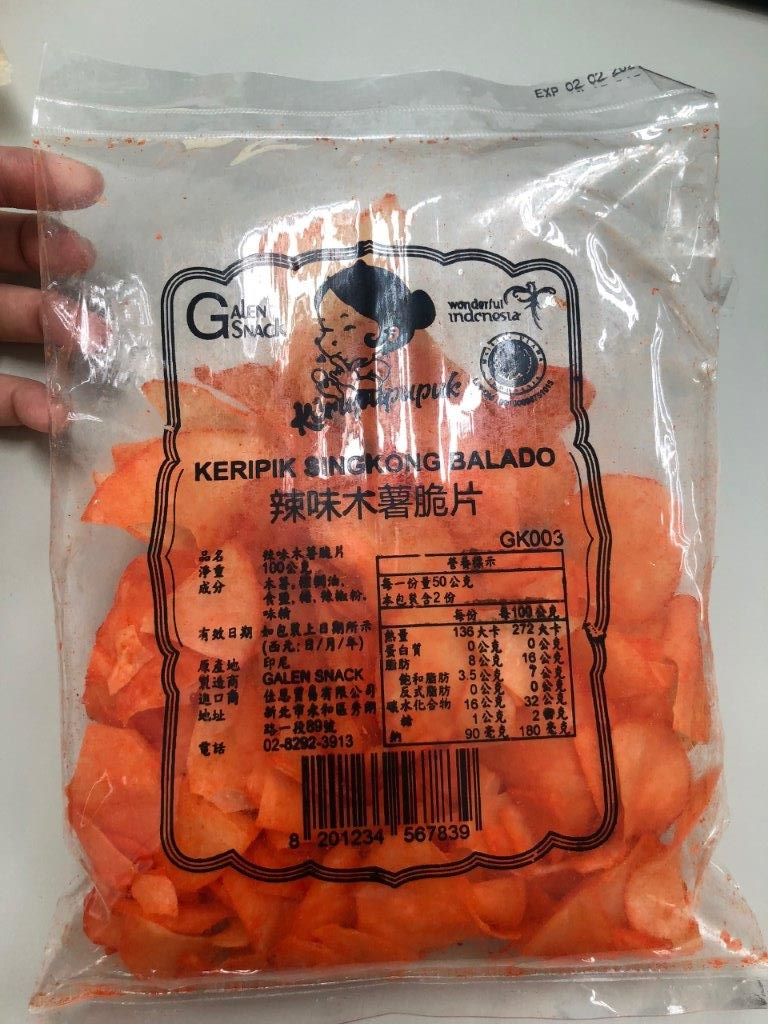 EXP 02 02
GALEN
SNACK
wonderful
indonesia
KERIPIK SINGKONG BALADO
辣味木薯脆片
GK003
品名 辣味木薯脆片
淨重 100公克
成分 木薯, 棕櫚油,
食鹽, 糖, 辣椒粉,
味精
有效日期 如包裝上日期所示
(西元: 日/月/年)
原產地 印尼
製造商 GALEN SNACK
進口商 佳恩貿易有限公司
地址 新北市永和區秀朗
路一段89號
電話 02-8292-3913
營養標示
每一份量50公克
本包裝含2份
每份 每100公克
熱量 136大卡 272大卡
蛋白質 0公克 0公克
脂肪 8公克 16公克
飽和脂肪 3.5公克 7公克
反式脂肪 0公克 0公克
碳水化合物 16公克 32公克
糖 1公克 2公克
鈉 90毫克 180毫克
8 201234 567839